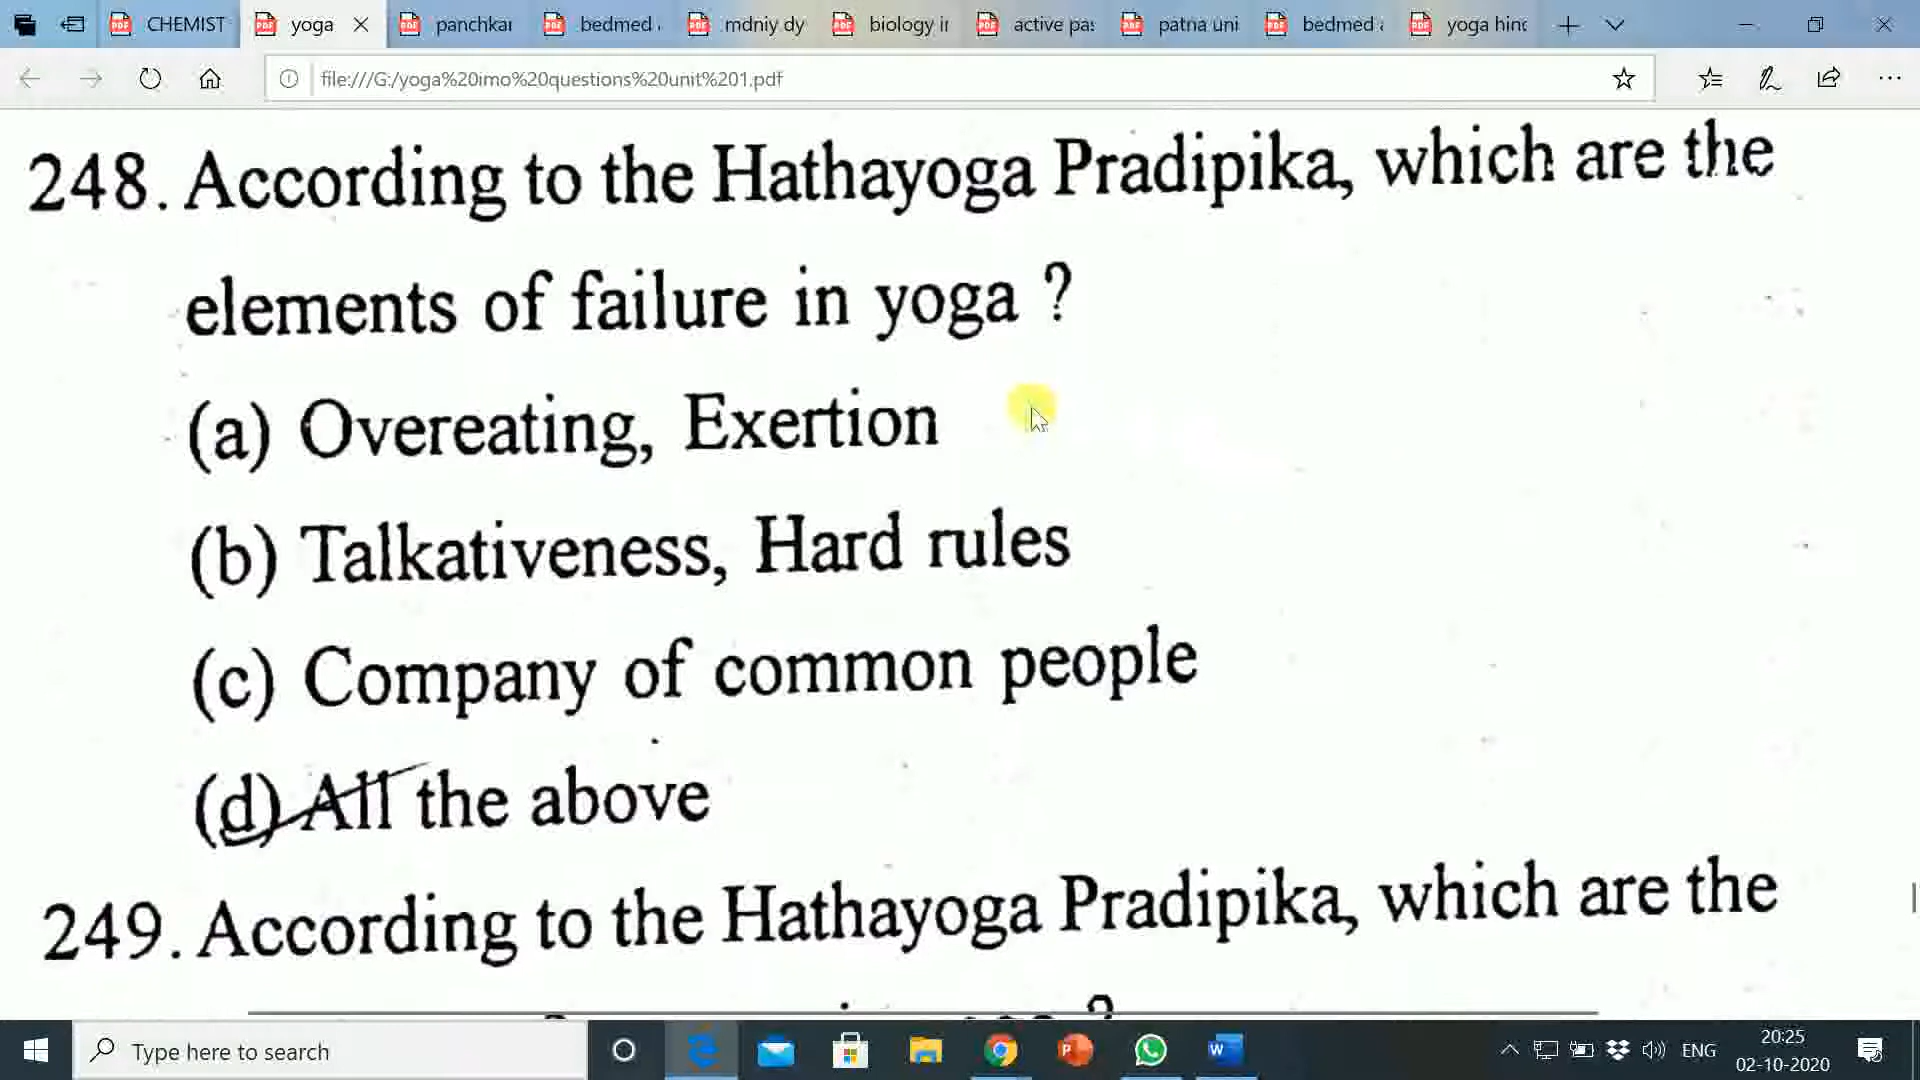 CHEMIST
yoga
panchkar
bedmed
mdniy dy
biology ir
active pas
patna uni
bedmed
yoga hind
file:///G:/yoga%20imo%20questions%20unit%201.pdf
248. According to the Hathayoga Pradipika, which are the
elements of failure in yoga ?
(a) Overeating, Exertion
(b) Talkativeness, Hard rules
(c) Company of common people
(d) All the above
249. According to the Hathayoga Pradipika, which are the
Type here to search
ENG
20:25
02-10-2020